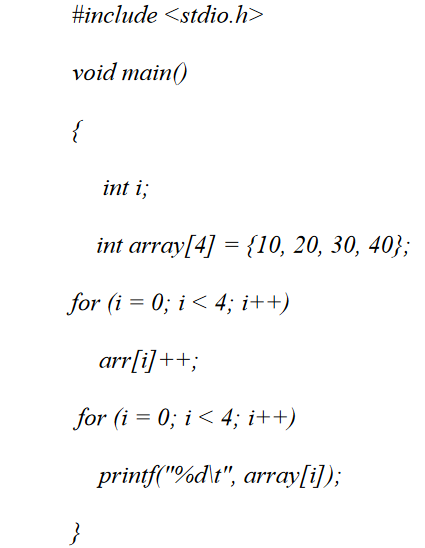 #include <stdio.h>
void main()
{
int i;
int array[4] = {10, 20, 30, 40};
for (i = 0; i < 4; i++)
arr[i]++;
for (i = 0; i < 4; i++)
printf("%d\t", array[i]);
}